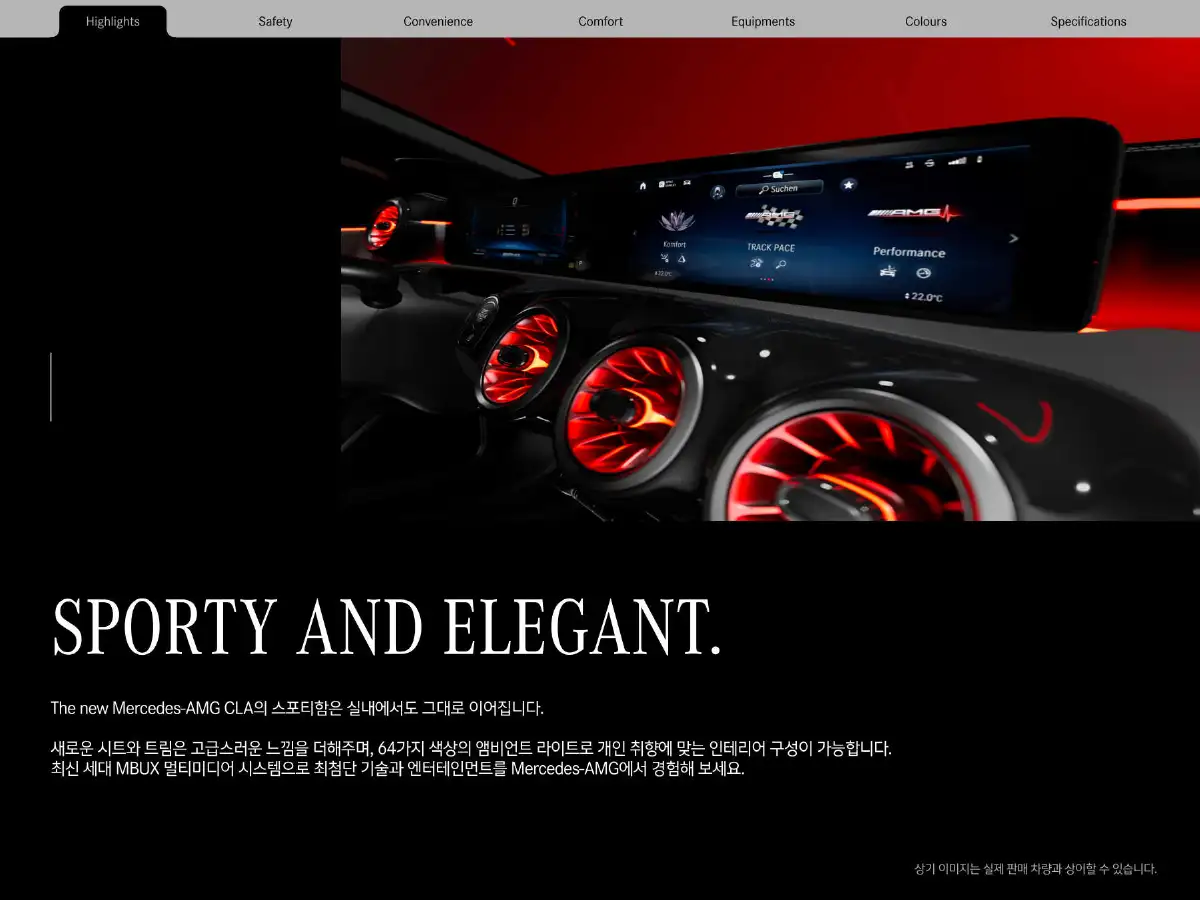 Highlights
Safety
Convenience
Comfort
Equipments
Colours
Specifications
0
Suchen
Komfort
AMG
TRACK PACE
AMG
Performance
22.0°C
22.0°C
SPORTY AND ELEGANT.
The new Mercedes-AMG CLA의 스포티함은 실내에서도 그대로 이어집니다.
새로운 시트와 트림은 고급스러운 느낌을 더해주며, 64가지 색상의 앰비언트 라이트로 개인 취향에 맞는 인테리어 구성이 가능합니다.
최신 세대 MBUX 멀티미디어 시스템으로 최첨단 기술과 엔터테인먼트를 Mercedes-AMG에서 경험해 보세요.
상기 이미지는 실제 판매 차량과 상이할 수 있습니다.